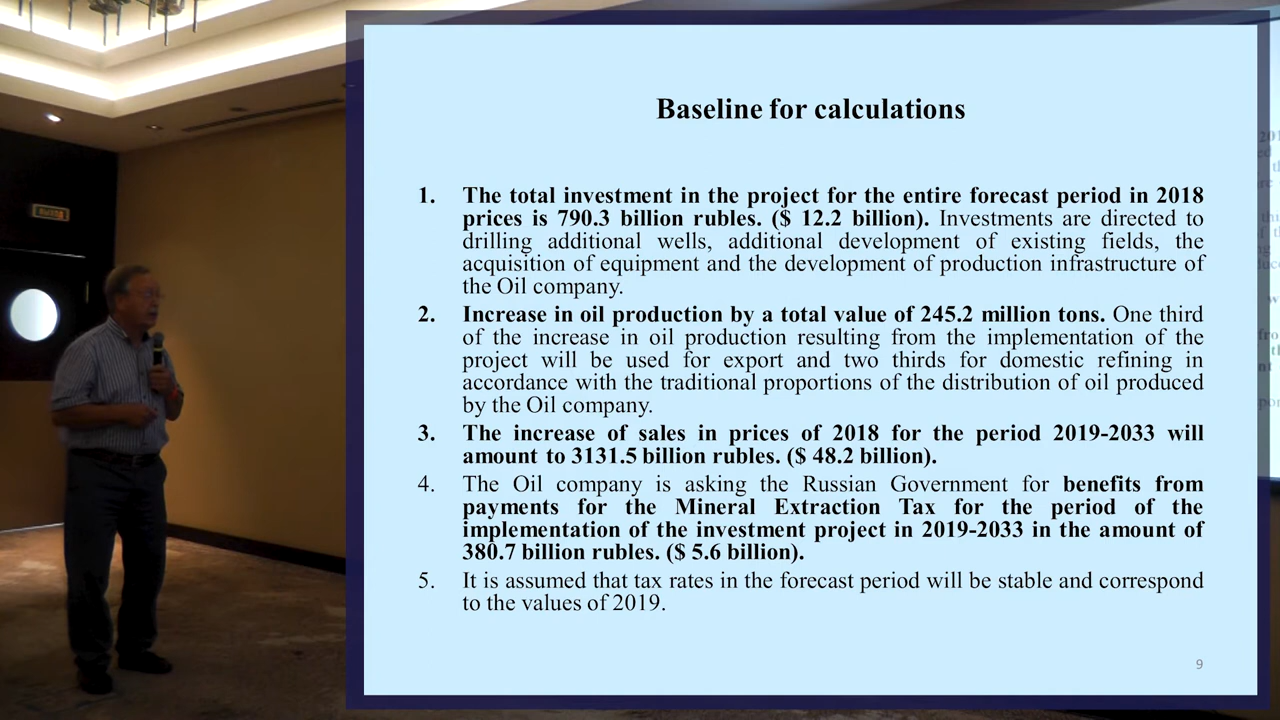 Baseline for calculations
1. The total investment in the project for the entire forecast period in 2018
prices is 790.3 billion rubles. ($ 12.2 billion). Investments are directed to
drilling additional wells, additional development of existing fields, the
acquisition of equipment and the development of production infrastructure of
the Oil company.
2. Increase in oil production by a total value of 245.2 million tons. One third
of the increase in oil production resulting from the implementation of the
project will be used for export and two thirds for domestic refining in
accordance with the traditional proportions of the distribution of oil produced
by the Oil company.
3. The increase of sales in prices of 2018 for the period 2019-2033 will
amount to 3131.5 billion rubles. ($ 48.2 billion).
4. The Oil company is asking the Russian Government for benefits from
payments for the Mineral Extraction Tax for the period of the
implementation of the investment project in 2019-2033 in the amount of
380.7 billion rubles. ($ 5.6 billion).
5. It is assumed that tax rates in the forecast period will be stable and correspond
to the values of 2019.
9